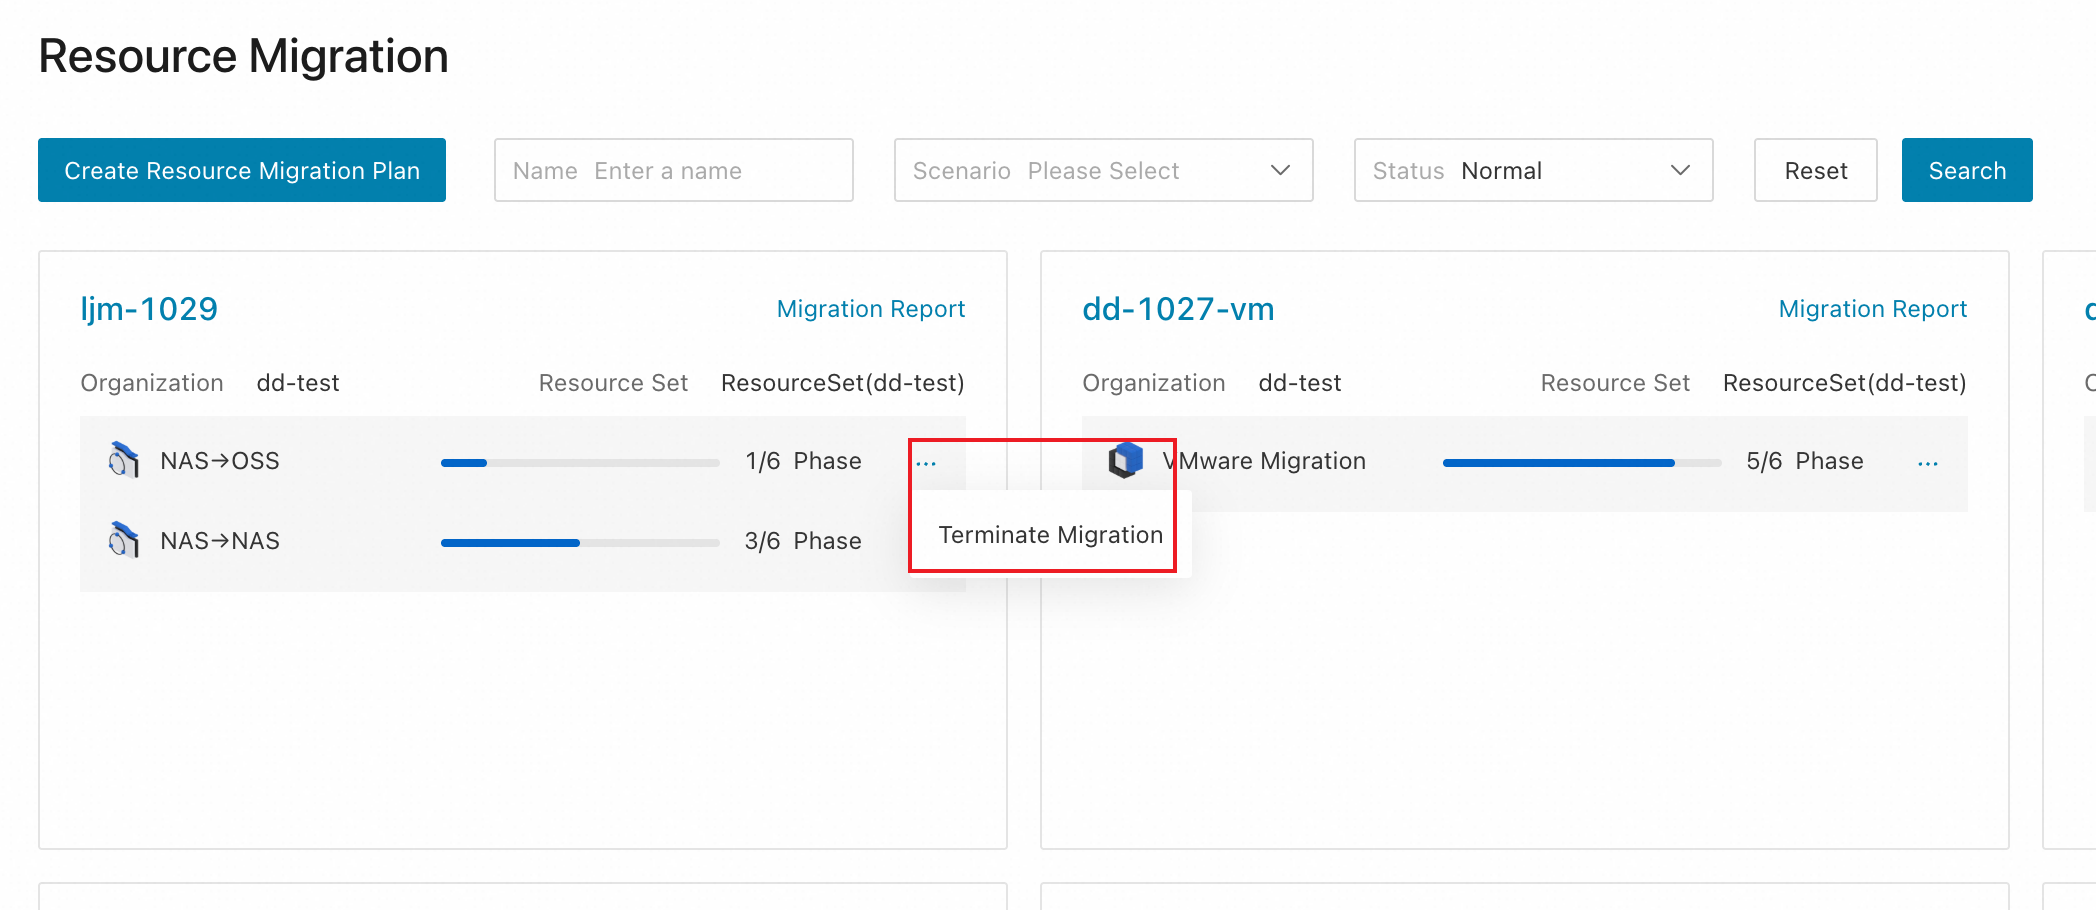 Resource Migration
Create Resource Migration Plan
Name Enter a name
Scenario Please Select
Status Normal
Reset
Search
ljm-1029
Migration Report
Organization dd-test
Resource Set ResourceSet(dd-test)
NAS→OSS
1/6 Phase
...
NAS→NAS
3/6 Phase
Terminate Migration
dd-1027-vm
Migration Report
Organization dd-test
Resource Set ResourceSet(dd-test)
VMware Migration
5/6 Phase
...